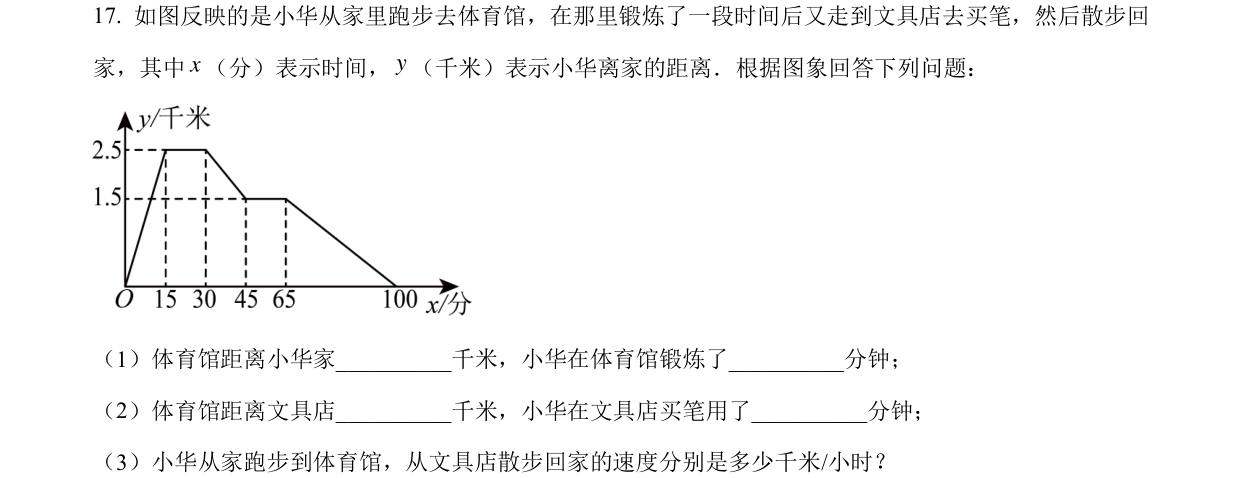 17. 如图反映的是小华从家里跑步去体育馆，在那里锻炼了一段时间后又走到文具店去买笔，然后散步回
家，其中 x（分）表示时间， y（千米）表示小华离家的距离．根据图象回答下列问题：
y/千米
2.5
1.5
O 15 30 45 65 100 x/分
（1）体育馆距离小华家__________千米，小华在体育馆锻炼了__________分钟；
（2）体育馆距离文具店__________千米，小华在文具店买笔用了__________分钟；
（3）小华从家跑步到体育馆，从文具店散步回家的速度分别是多少千米/小时？